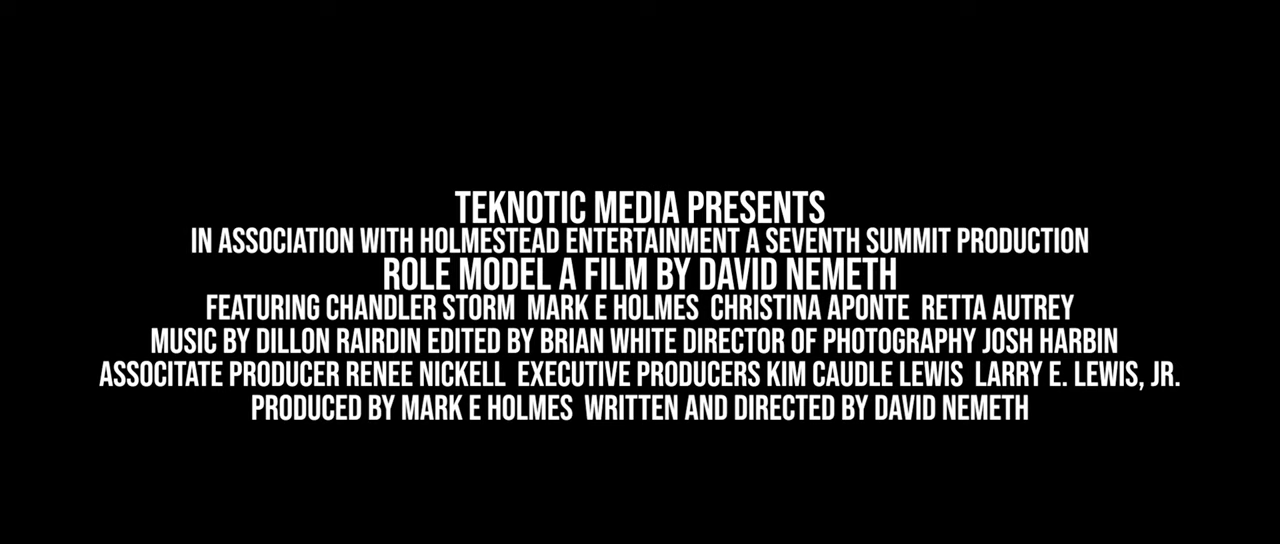 TEKNOTIC MEDIA PRESENTS
IN ASSOCIATION WITH HOLMESTEAD ENTERTAINMENT A SEVENTH SUMMIT PRODUCTION
ROLE MODEL A FILM BY DAVID NEMETH
FEATURING CHANDLER STORM MARK E HOLMES CHRISTINA APONTE RETTA AUTREY
MUSIC BY DILLON RAIRDIN EDITED BY BRIAN WHITE DIRECTOR OF PHOTOGRAPHY JOSH HARBIN
ASSOCITATE PRODUCER RENEE NICKELL EXECUTIVE PRODUCERS KIM CAUDLE LEWIS LARRY E. LEWIS, JR.
PRODUCED BY MARK E HOLMES WRITTEN AND DIRECTED BY DAVID NEMETH